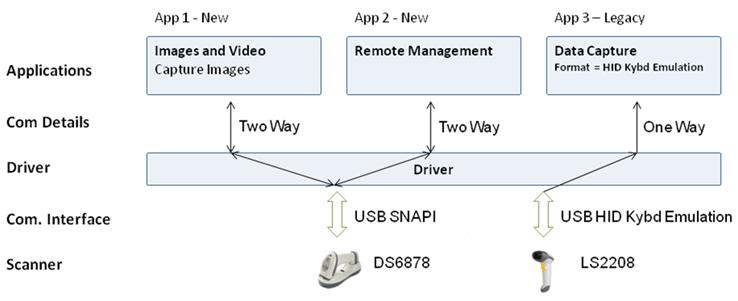 App 1 - New App 2 - New App 3 – Legacy
Applications
Images and Video
Capture Images
Remote Management
Data Capture
Format = HID Kybd Emulation
Com Details
Two Way Two Way One Way
Driver
Driver
Com. Interface
USB SNAPI USB HID Kybd Emulation
Scanner
DS6878 LS2208